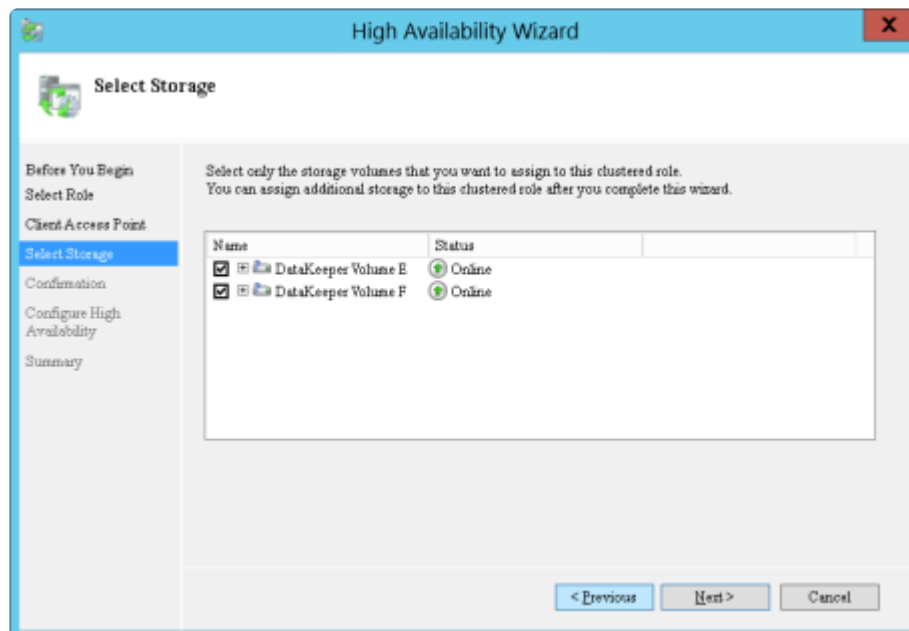 High Availability Wizard
X
Select Storage
Before You Begin
Select Role
Client Access Point
Select Storage
Confirmation
Configure High
Availability
Summary
Select only the storage volumes that you want to assign to this clustered role.
You can assign additional storage to this clustered role after you complete this wizard.
Name Status
DataKeeper Volume E Online
DataKeeper Volume F Online
< Previous Next > Cancel